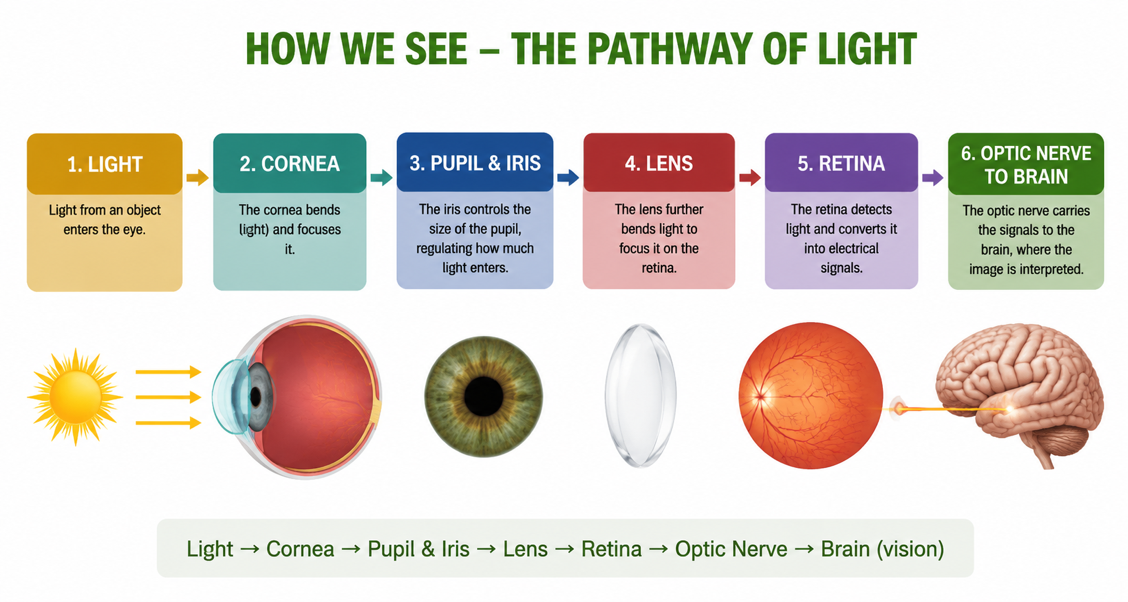 HOW WE SEE – THE PATHWAY OF LIGHT
1. LIGHT
Light from an object
enters the eye.
2. CORNEA
The cornea bends
light) and focuses
it.
3. PUPIL & IRIS
The iris controls the
size of the pupil,
regulating how much
light enters.
4. LENS
The lens further
bends light to
focus it on the
retina.
5. RETINA
The retina detects
light and converts it
into electrical
signals.
6. OPTIC NERVE
TO BRAIN
The optic nerve carries
the signals to the
brain, where the
image is interpreted.
Light → Cornea → Pupil & Iris → Lens → Retina → Optic Nerve → Brain (vision)